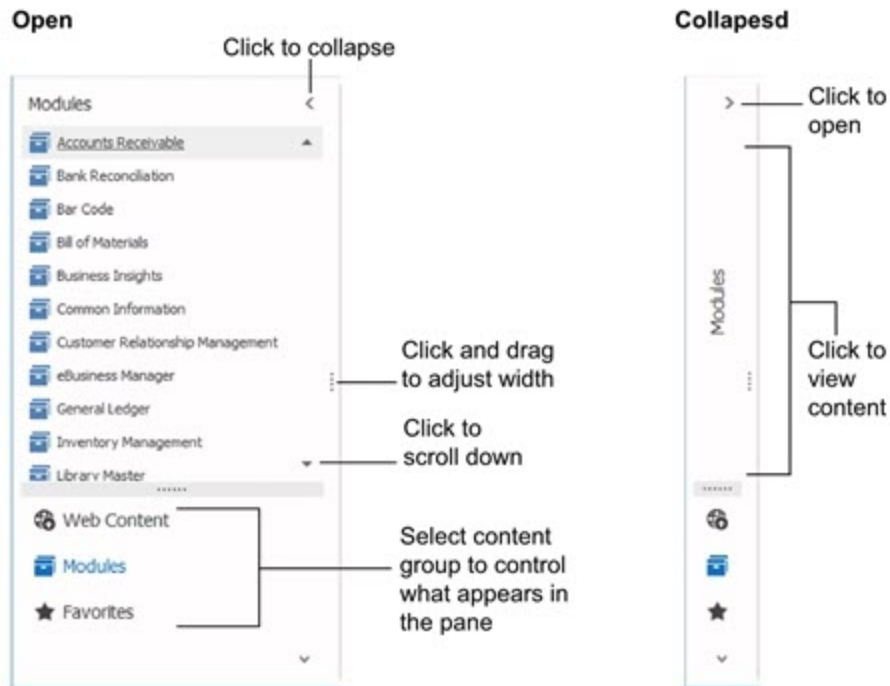 Open
Collapesd
Click to collapse
Modules
Accounts Receivable
Bank Reconciliation
Bar Code
Bill of Materials
Business Insights
Common Information
Customer Relationship Management
eBusiness Manager
General Ledger
Inventory Management
Library Master
Click and drag
to adjust width
Click to
scroll down
Web Content
Modules
Favorites
Select content
group to control
what appears in
the pane
Click to
open
Modules
Click to
view
content